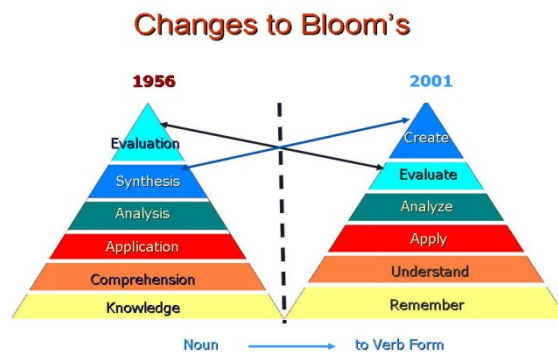 Changes to Bloom's
1956
2001
Evaluation
Synthesis
Analysis
Application
Comprehension
Knowledge
Create
Evaluate
Analyze
Apply
Understand
Remember
Noun to Verb Form